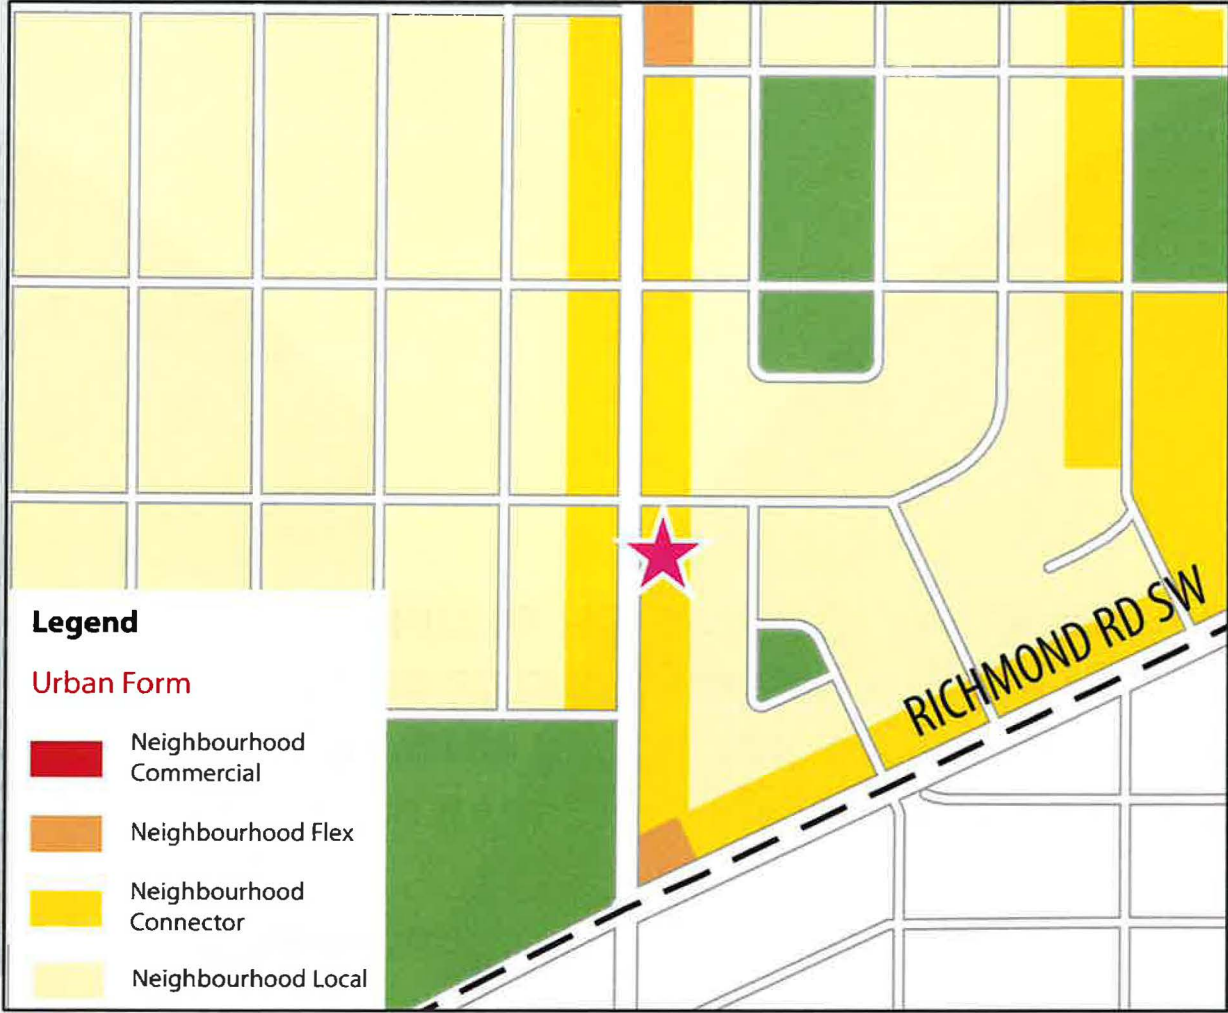 Legend
Urban Form
Neighbourhood
Commercial
Neighbourhood Flex
Neighbourhood
Connector
Neighbourhood Local
RICHMOND RD SW